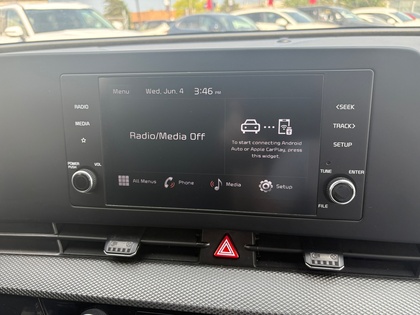 Menu Wed, Jun. 4 3:46 PM
RADIO
MEDIA
POWER PUSH VOL
Radio/Media Off
To start connecting Android
Auto or Apple CarPlay, press
this widget.
All Menus Phone Media Setup
<SEEK
TRACK>
SETUP
TUNE ENTER
FILE